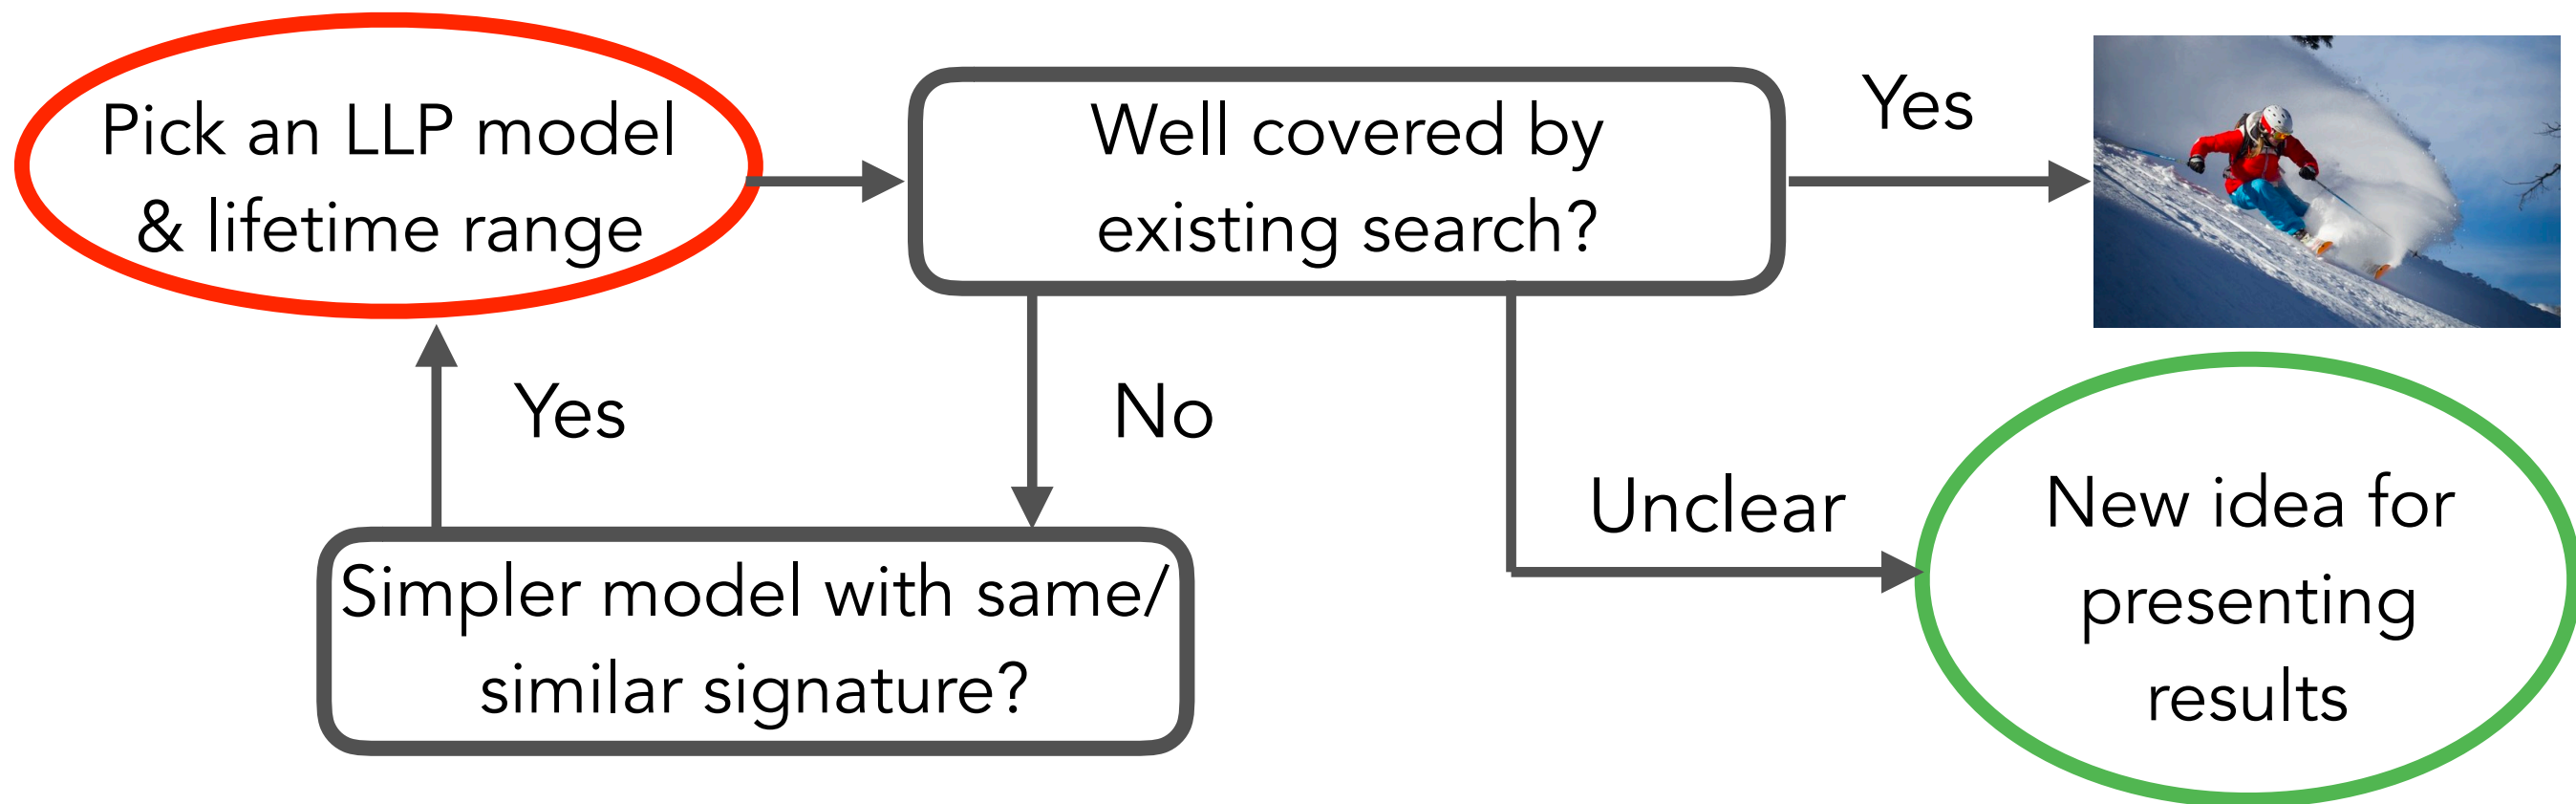 Pick an LLP model
& lifetime range
Well covered by
existing search?
Yes
Yes
No
Unclear
Simpler model with same/
similar signature?
New idea for
presenting
results